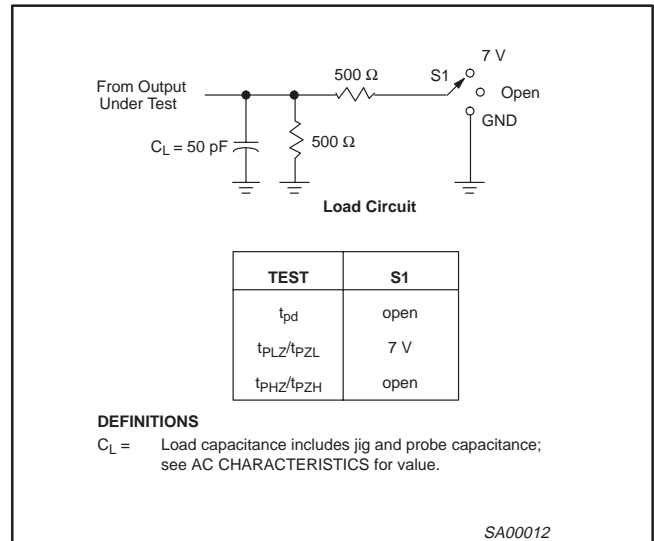 7 V
500 Ω
S1
From Output
Under Test
Open
GND
C_L = 50 pF
500 Ω
Load Circuit
TEST S1
t_pd open
t_PLZ/t_PZL 7 V
t_PHZ/t_PZH open
DEFINITIONS
C_L = Load capacitance includes jig and probe capacitance;
see AC CHARACTERISTICS for value.
SA00012